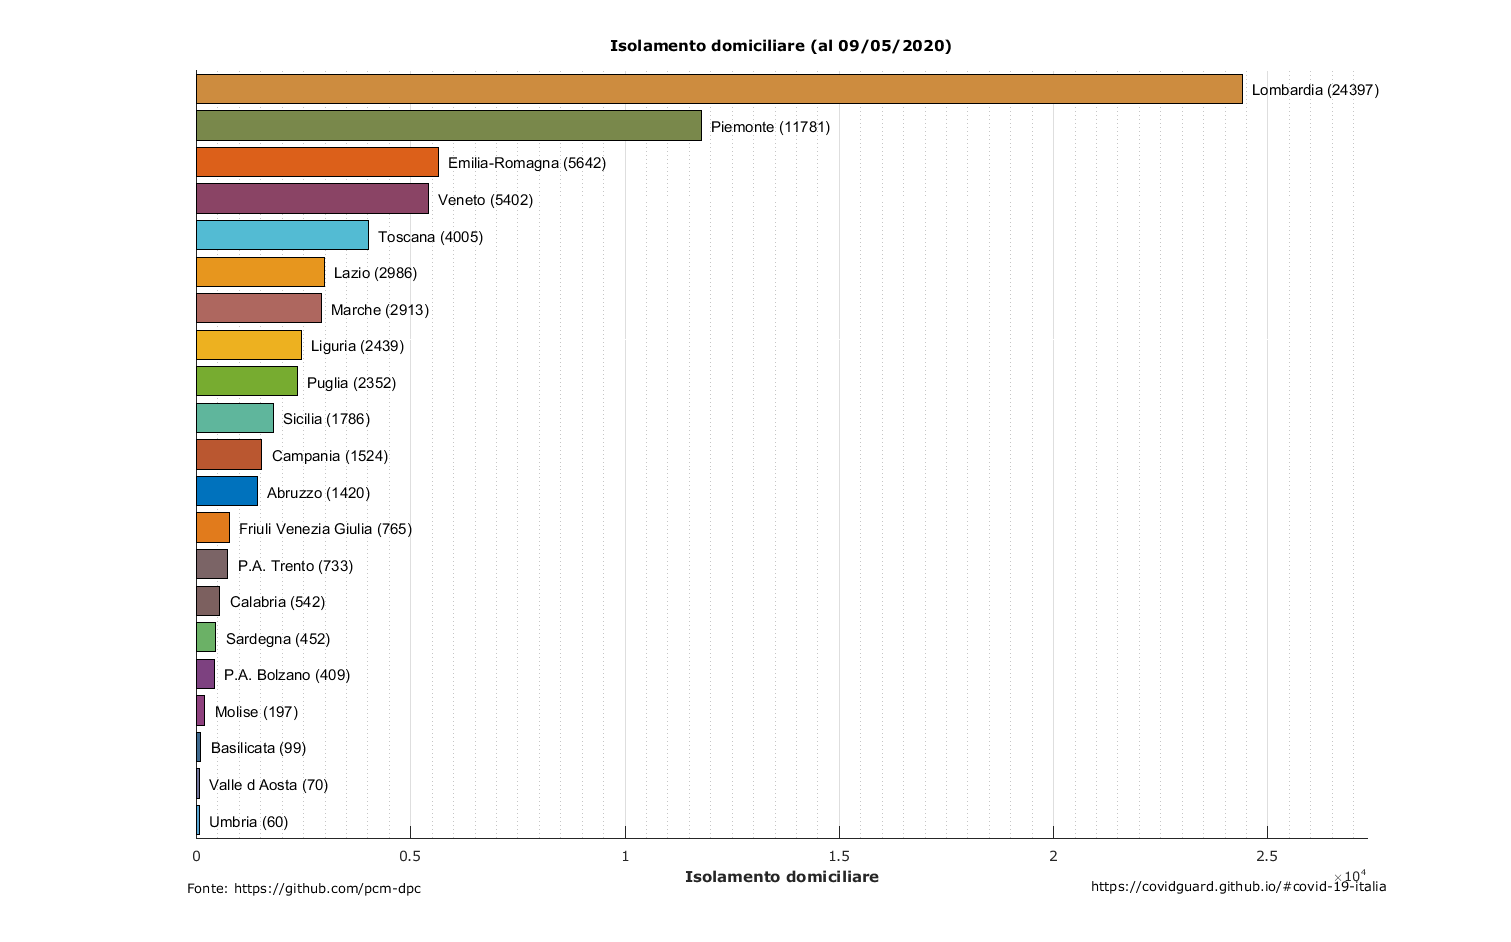 Isolamento domiciliare (al 09/05/2020)
Lombardia (24397)
Piemonte (11781)
Emilia-Romagna (5642)
Veneto (5402)
Toscana (4005)
Lazio (2986)
Marche (2913)
Liguria (2439)
Puglia (2352)
Sicilia (1786)
Campania (1524)
Abruzzo (1420)
Friuli Venezia Giulia (765)
P.A. Trento (733)
Calabria (542)
Sardegna (452)
P.A. Bolzano (409)
Molise (197)
Basilicata (99)
Valle d Aosta (70)
Umbria (60)
0 0.5 1 1.5 2 2.5
×10⁴
Isolamento domiciliare
Fonte: https://github.com/pcm-dpc
https://covidguard.github.io/#covid-19-italia